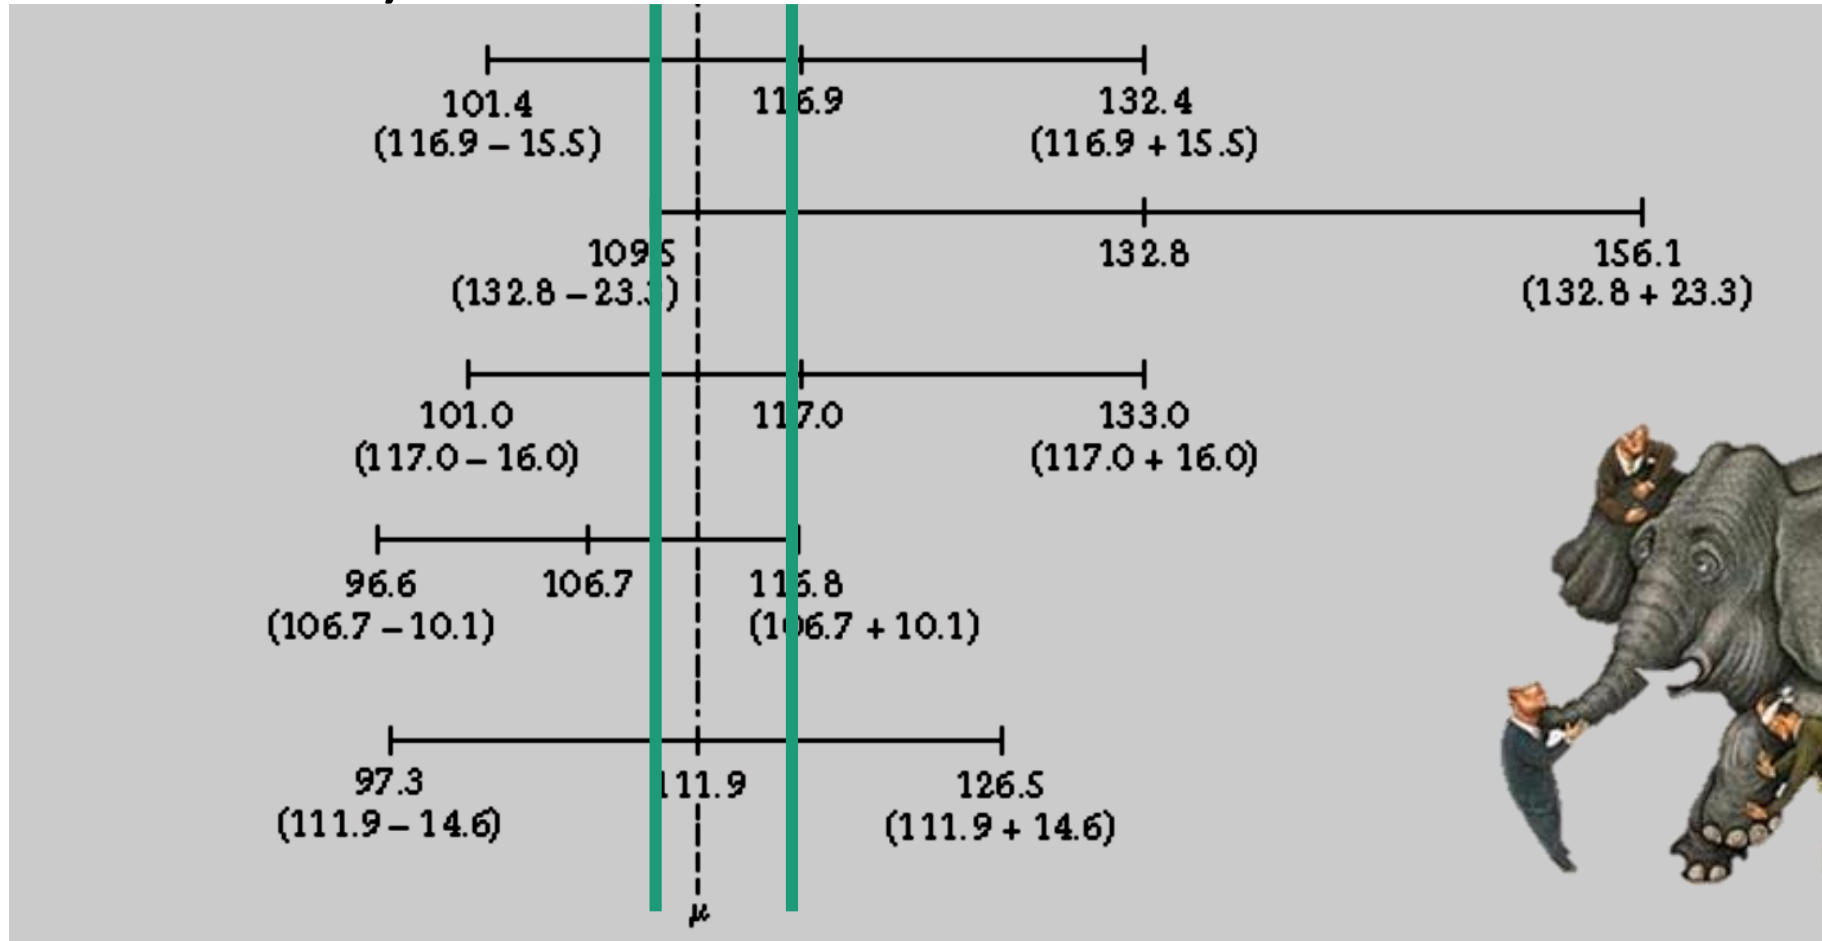 101.4 116.9 132.4
(116.9 – 15.5) (116.9 + 15.5)
109.5 132.8 156.1
(132.8 – 23.3) (132.8 + 23.3)
101.0 117.0 133.0
(117.0 – 16.0) (117.0 + 16.0)
96.6 106.7 116.8
(106.7 – 10.1) (106.7 + 10.1)
97.3 111.9 126.5
(111.9 – 14.6) (111.9 + 14.6)
μ